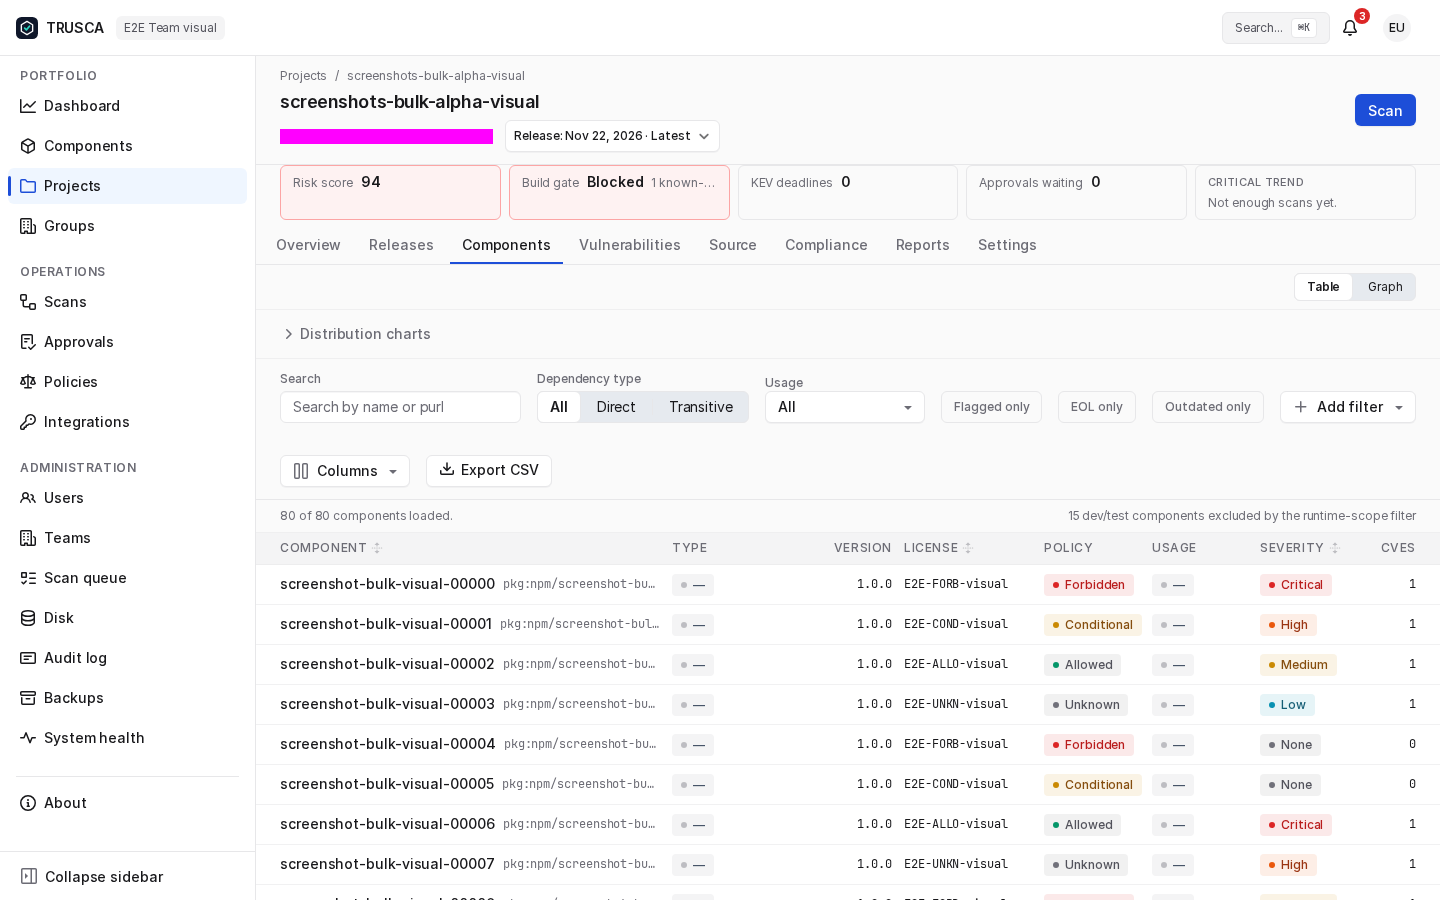 TRUSCA E2E Team visual Search... ⌘K 3 EU
PORTFOLIO
Dashboard
Components
Projects
Groups
OPERATIONS
Scans
Approvals
Policies
Integrations
ADMINISTRATION
Users
Teams
Scan queue
Disk
Audit log
Backups
System health
About
Collapse sidebar
Projects / screenshots-bulk-alpha-visual
screenshots-bulk-alpha-visual
Scan
Release: Nov 22, 2026 · Latest
Risk score 94
Build gate Blocked 1 known-...
KEV deadlines 0
Approvals waiting 0
CRITICAL TREND
Not enough scans yet.
Overview Releases Components Vulnerabilities Source Compliance Reports Settings
Table Graph
Distribution charts
Search
Search by name or purl
Dependency type
All Direct Transitive
Usage
All
Flagged only EOL only Outdated only Add filter
Columns Export CSV
80 of 80 components loaded. 15 dev/test components excluded by the runtime-scope filter
COMPONENT TYPE VERSION LICENSE POLICY USAGE SEVERITY CVES
screenshot-bulk-visual-00000 pkg:npm/screenshot-bu… — 1.0.0 E2E-FORB-visual Forbidden — Critical 1
screenshot-bulk-visual-00001 pkg:npm/screenshot-bul… — 1.0.0 E2E-COND-visual Conditional — High 1
screenshot-bulk-visual-00002 pkg:npm/screenshot-bu… — 1.0.0 E2E-ALLO-visual Allowed — Medium 1
screenshot-bulk-visual-00003 pkg:npm/screenshot-bu… — 1.0.0 E2E-UNKN-visual Unknown — Low 1
screenshot-bulk-visual-00004 pkg:npm/screenshot-bu… — 1.0.0 E2E-FORB-visual Forbidden — None 0
screenshot-bulk-visual-00005 pkg:npm/screenshot-bu… — 1.0.0 E2E-COND-visual Conditional — None 0
screenshot-bulk-visual-00006 pkg:npm/screenshot-bu… — 1.0.0 E2E-ALLO-visual Allowed — Critical 1
screenshot-bulk-visual-00007 pkg:npm/screenshot-bu… — 1.0.0 E2E-UNKN-visual Unknown — High 1